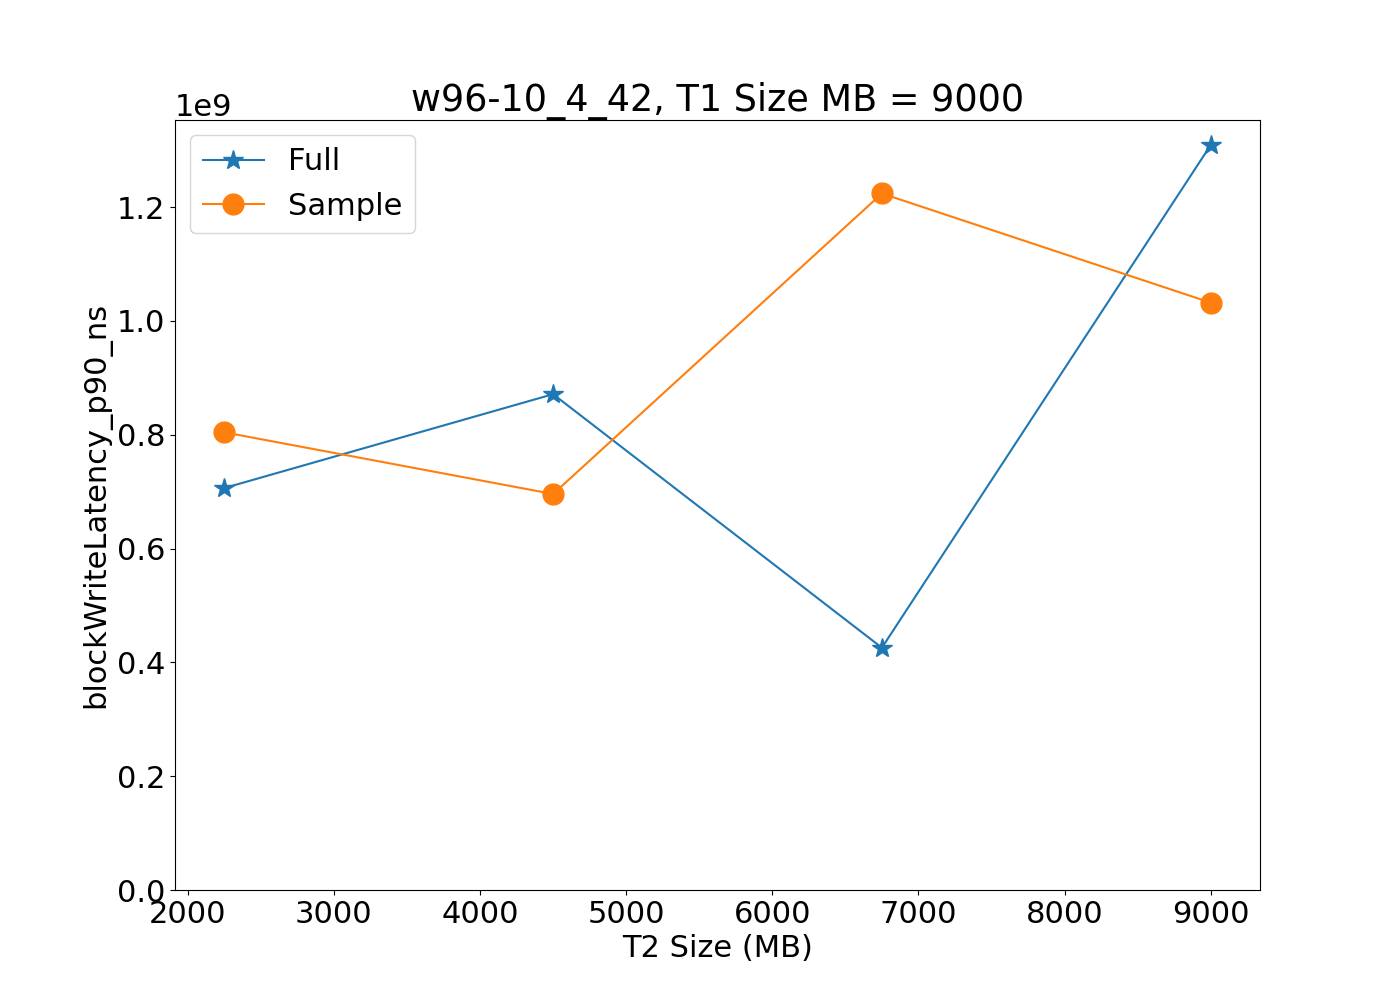 w96-10_4_42, T1 Size MB = 9000
1e9
Full
Sample
1.2
1.0
0.8
0.6
0.4
0.2
0.0
blockWriteLatency_p90_ns
2000 3000 4000 5000 6000 7000 8000 9000
T2 Size (MB)